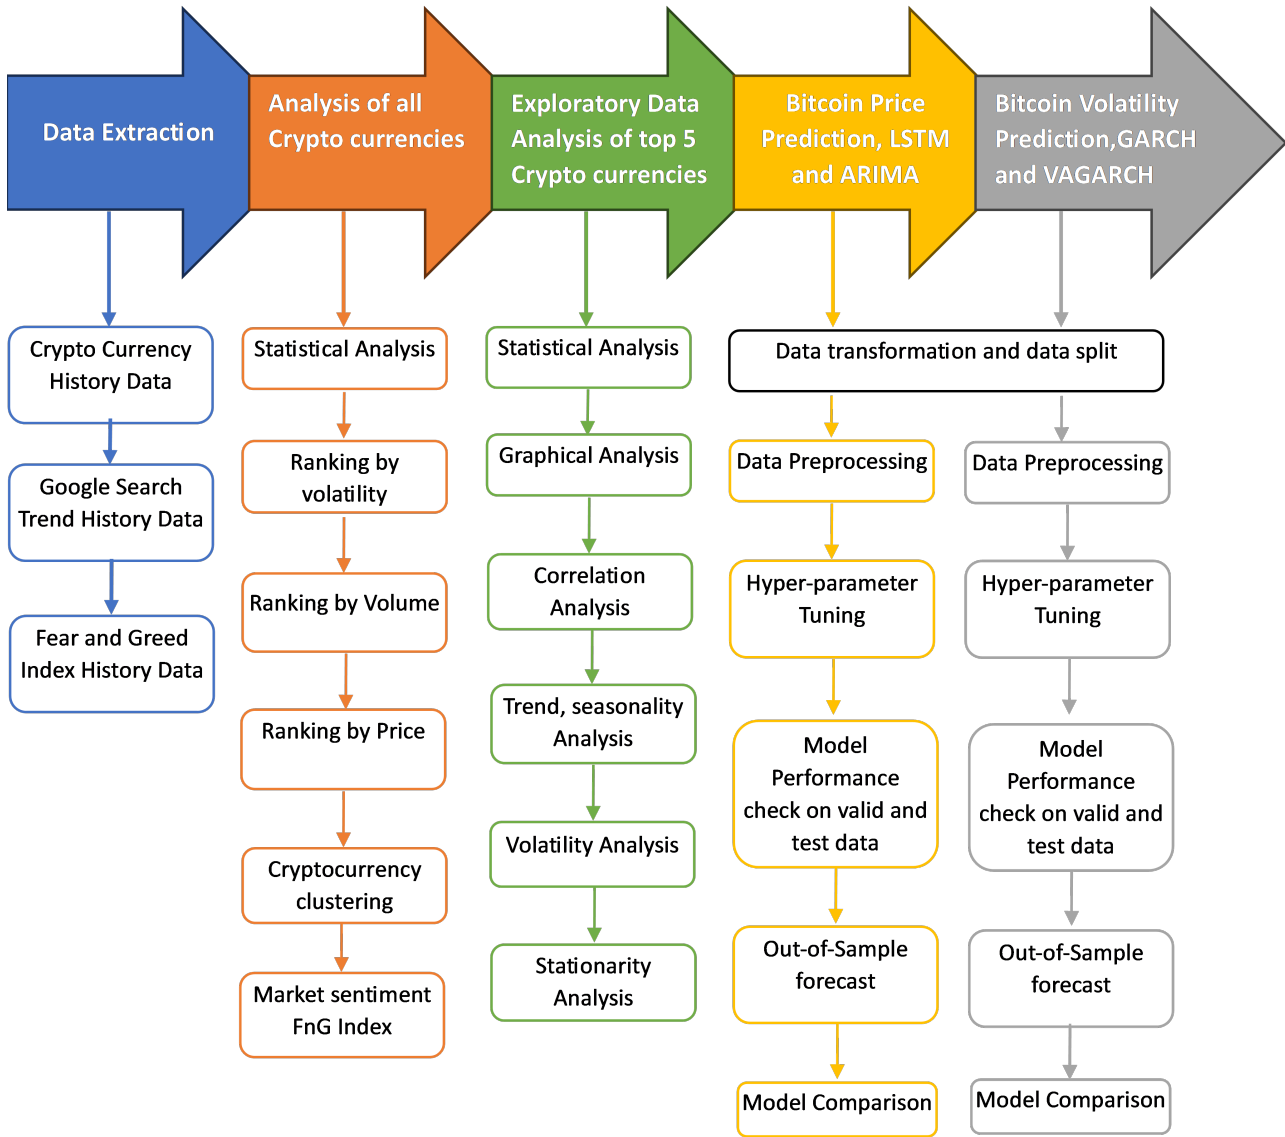 Data Extraction
Analysis of all
Crypto currencies
Exploratory Data
Analysis of top 5
Crypto currencies
Bitcoin Price
Prediction, LSTM
and ARIMA
Bitcoin Volatility
Prediction,GARCH
and VAGARCH
Crypto Currency
History Data
Google Search
Trend History Data
Fear and Greed
Index History Data
Statistical Analysis
Ranking by
volatility
Ranking by Volume
Ranking by Price
Cryptocurrency
clustering
Market sentiment
FnG Index
Statistical Analysis
Graphical Analysis
Correlation
Analysis
Trend, seasonality
Analysis
Volatility Analysis
Stationarity
Analysis
Data transformation and data split
Data Preprocessing
Hyper-parameter
Tuning
Model
Performance
check on valid and
test data
Out-of-Sample
forecast
Model Comparison
Data Preprocessing
Hyper-parameter
Tuning
Model
Performance
check on valid and
test data
Out-of-Sample
forecast
Model Comparison